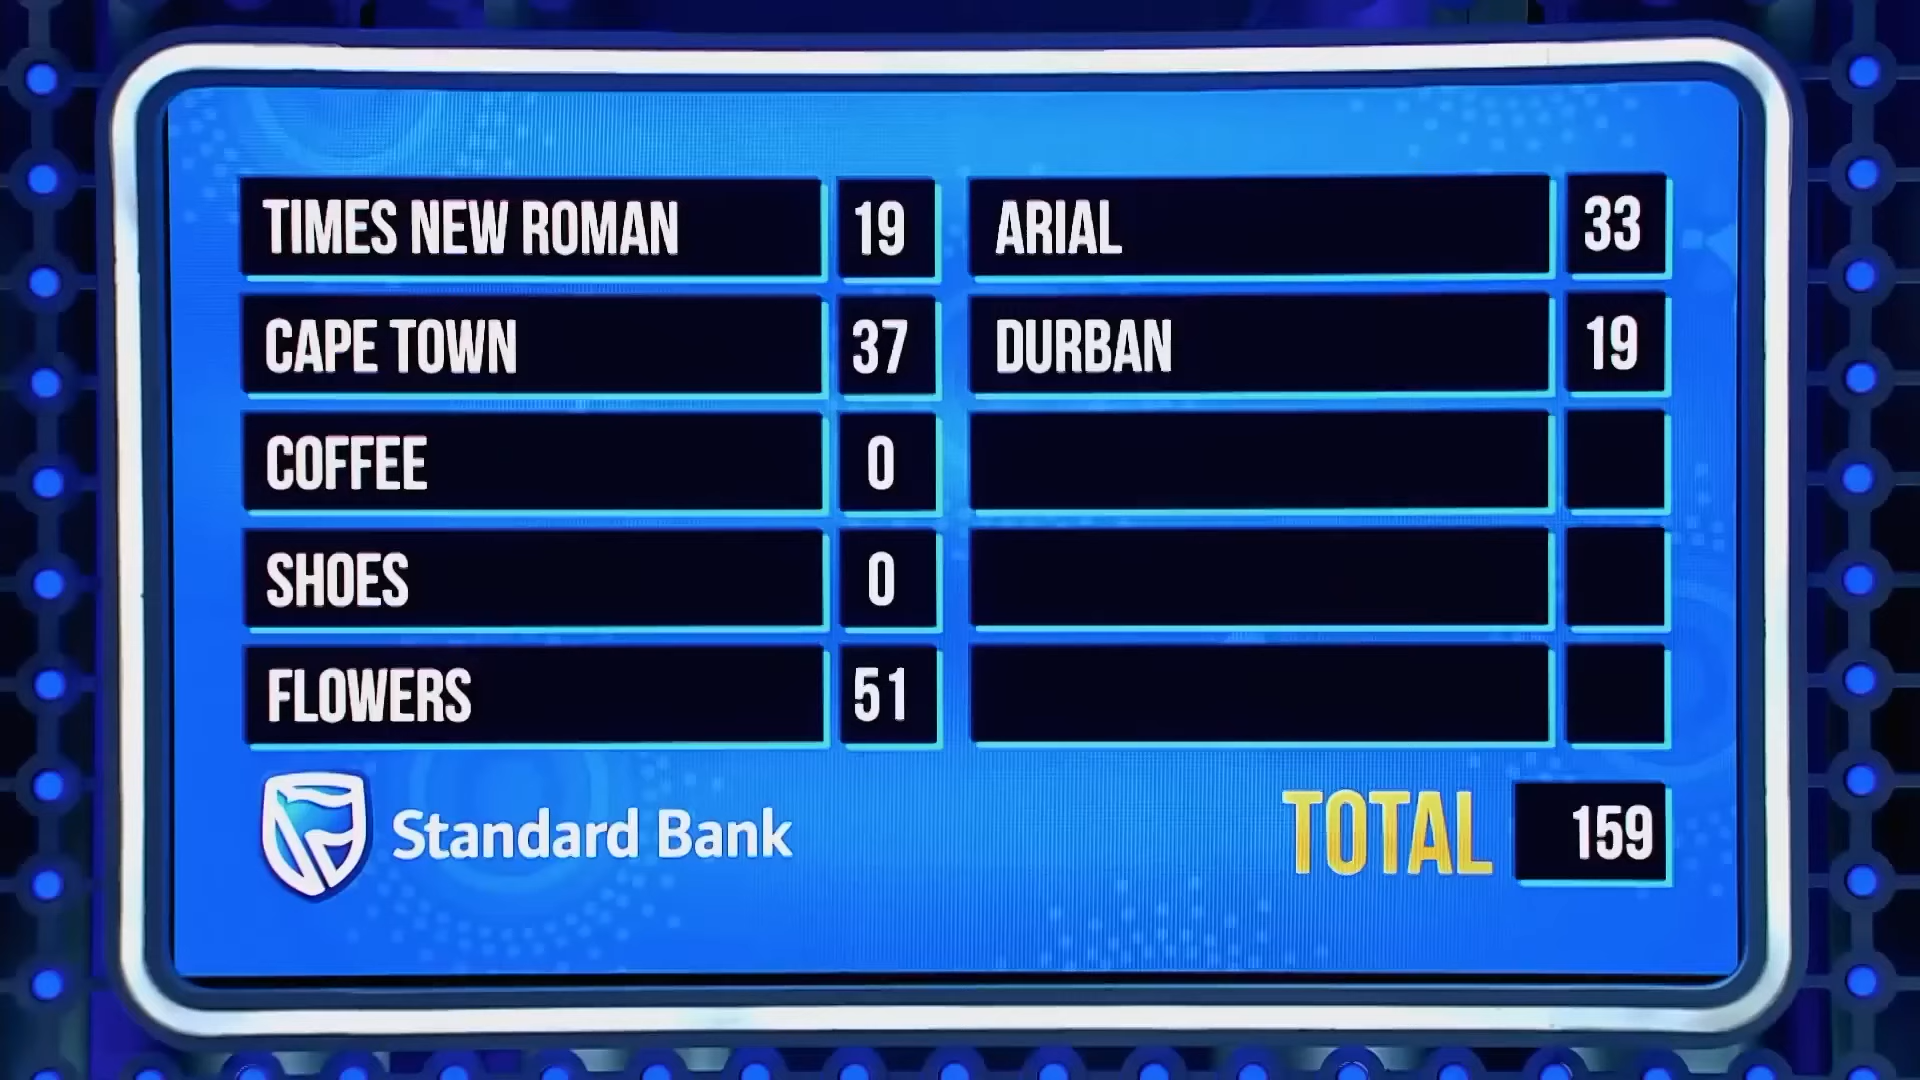 TIMES NEW ROMAN 19 ARIAL 33
CAPE TOWN 37 DURBAN 19
COFFEE 0
SHOES 0
FLOWERS 51
Standard Bank TOTAL 159